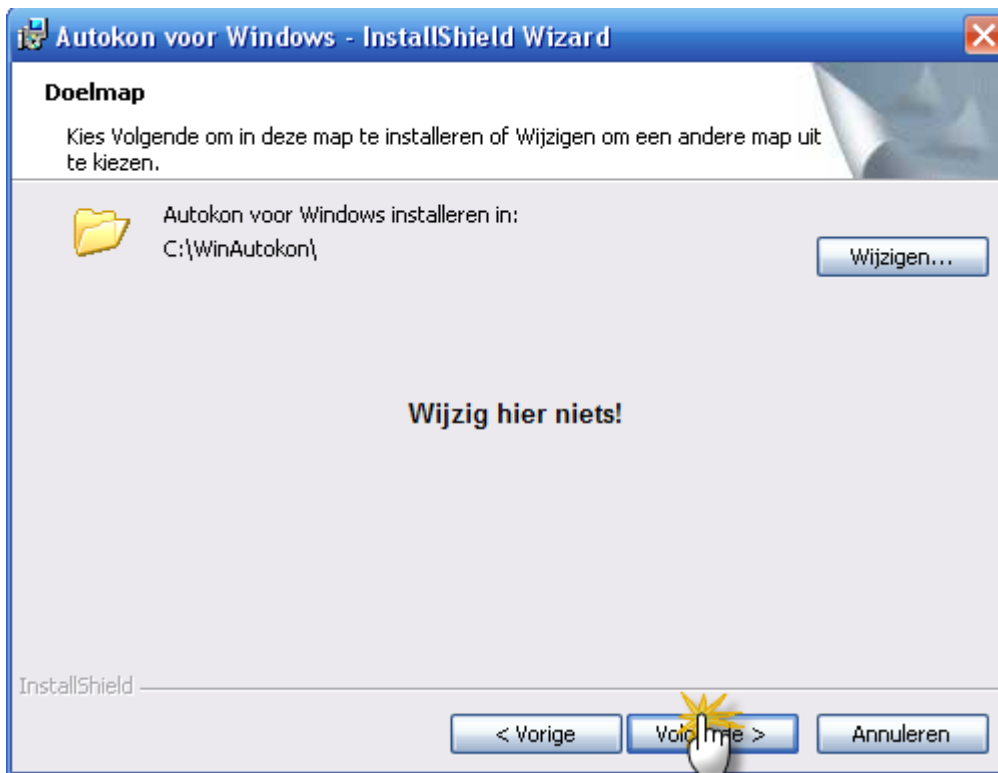 Autokon voor Windows - InstallShield Wizard
Doelmap
Kies Volgende om in deze map te installeren of Wijzigen om een andere map uit
te kiezen.
Autokon voor Windows installeren in:
C:\WinAutokon\
Wijzigen...
Wijzig hier niets!
InstallShield
< Vorige
>
Annuleren